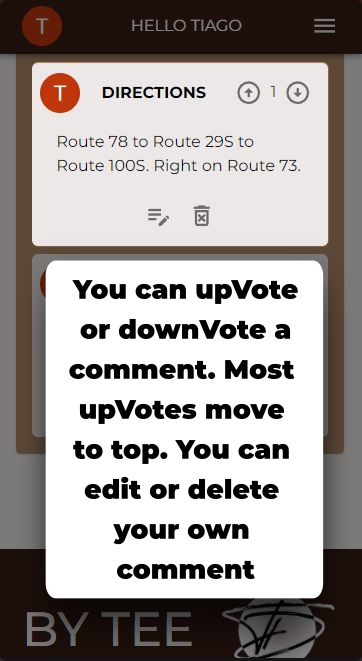 T
HELLO TIAGO
T
DIRECTIONS
1
Route 78 to Route 29S to
Route 100S. Right on Route 73.
You can upVote
or downVote a
comment. Most
upVotes move
to top. You can
edit or delete
your own
comment
BY TEE